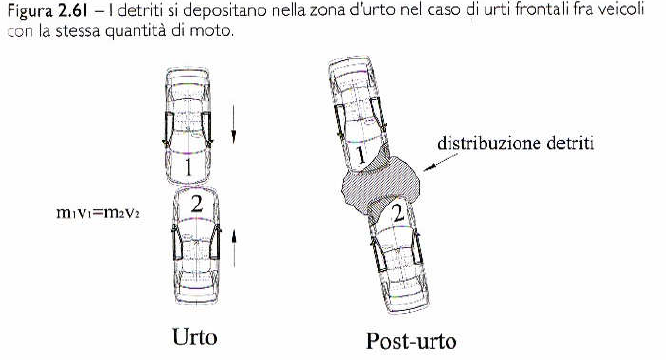 Figura 2.61 – I detriti si depositano nella zona d'urto nel caso di urti frontali fra veicoli
con la stessa quantità di moto.
1
2
m1v1=m2v2
Urto
1
2
distribuzione detriti
Post-urto